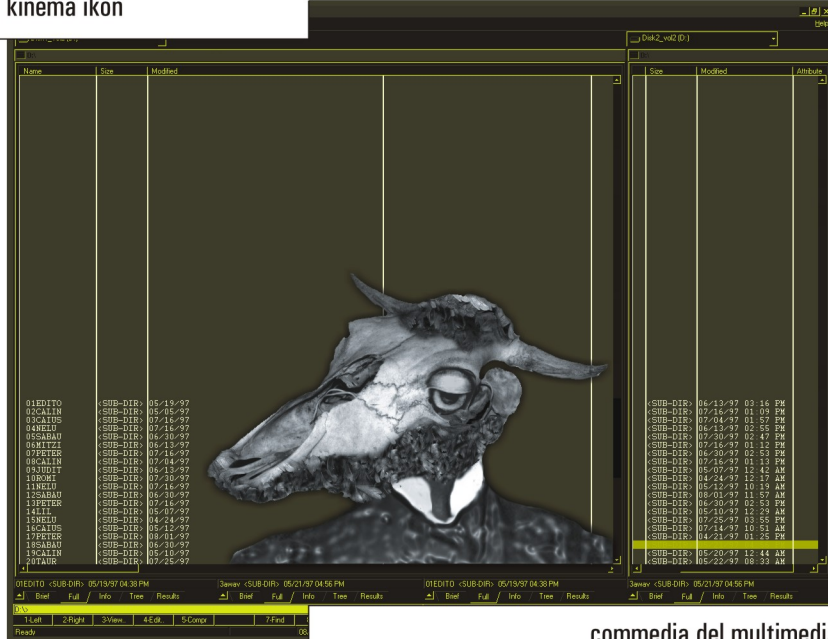 kinema ikon
Help
Disk2_vol2 (D:)
Name Size Modified
Size Modified Attribute
01EDITO <SUB-DIR> 05/19/97
02CALIN <SUB-DIR> 05/05/97
03CAIUS <SUB-DIR> 07/16/97
04NELU <SUB-DIR> 07/16/97
05SABAU <SUB-DIR> 06/30/97
06MITZI <SUB-DIR> 06/13/97
07PETER <SUB-DIR> 07/16/97
08CALIN <SUB-DIR> 07/04/97
09JUDIT <SUB-DIR> 06/13/97
10ROMI <SUB-DIR> 07/30/97
11NELU <SUB-DIR> 07/16/97
12SABAU <SUB-DIR> 06/30/97
13PETER <SUB-DIR> 07/16/97
14LIL <SUB-DIR> 05/07/97
15NELU <SUB-DIR> 04/24/97
16CAIUS <SUB-DIR> 05/12/97
17PETER <SUB-DIR> 08/01/97
18SABAU <SUB-DIR> 06/30/97
19CALIN <SUB-DIR> 05/10/97
20TAUR <SUB-DIR> 07/25/97
<SUB-DIR> 06/13/97 03:16 PM
<SUB-DIR> 07/16/97 01:09 PM
<SUB-DIR> 07/04/97 01:57 PM
<SUB-DIR> 06/13/97 02:55 PM
<SUB-DIR> 07/30/97 02:47 PM
<SUB-DIR> 07/16/97 01:12 PM
<SUB-DIR> 06/30/97 02:53 PM
<SUB-DIR> 07/16/97 01:13 PM
<SUB-DIR> 05/07/97 12:42 AM
<SUB-DIR> 04/24/97 12:17 AM
<SUB-DIR> 05/12/97 10:19 AM
<SUB-DIR> 08/01/97 11:57 AM
<SUB-DIR> 06/30/97 02:53 PM
<SUB-DIR> 05/10/97 12:29 AM
<SUB-DIR> 07/25/97 03:55 PM
<SUB-DIR> 07/14/97 10:51 AM
<SUB-DIR> 04/21/97 01:25 PM
<SUB-DIR> 05/20/97 12:44 AM
<SUB-DIR> 05/22/97 08:33 AM
01EDITO <SUB-DIR> 05/19/97 04:38 PM 3away <SUB-DIR> 05/21/97 04:56 PM 01EDITO <SUB-DIR> 05/19/97 04:38 PM 3away <SUB-DIR> 05/21/97 04:56 PM
Brief Full Info Tree Results Brief Full Info Tree Results Brief Full Info Tree Results Brief Full Info Tree Results
D:\>
1-Left 2-Right 3-View... 4-Edit... 5-Compr 7-Find
Ready 08.
commedia del multimedi